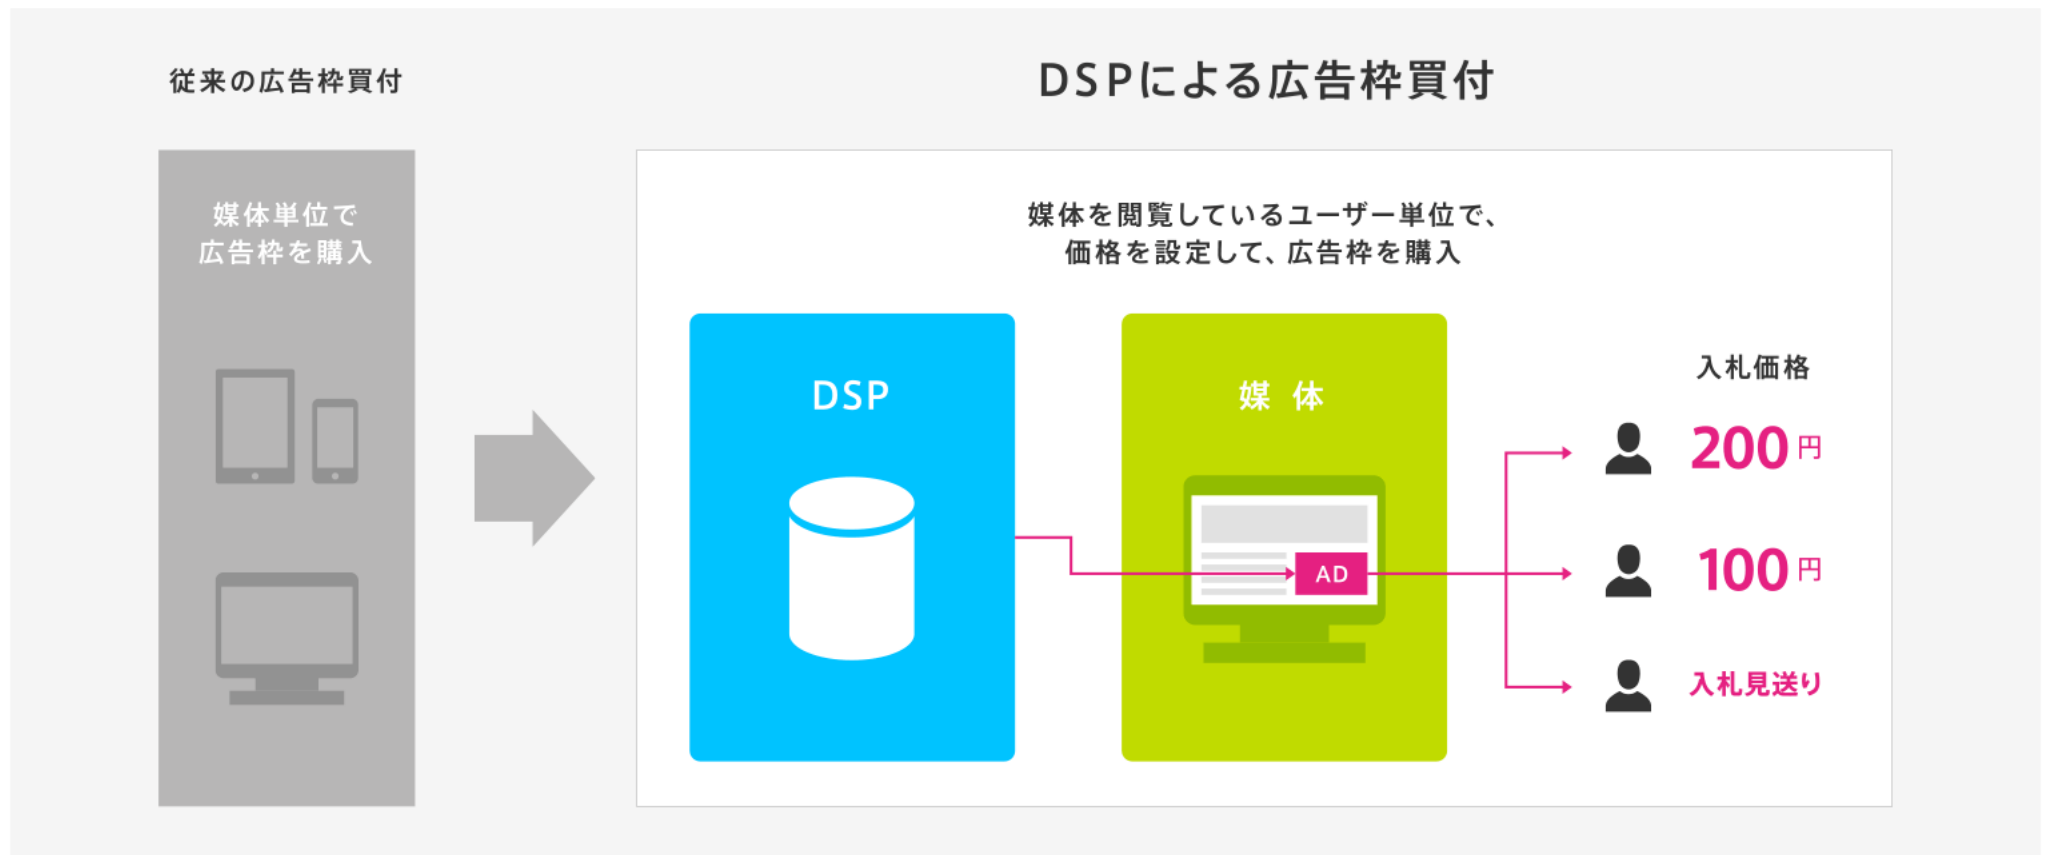 従来の広告枠買付
媒体単位で
広告枠を購入
DSPによる広告枠買付
媒体を閲覧しているユーザー単位で、
価格を設定して、広告枠を購入
DSP
媒 体
AD
入札価格
200円
100円
入札見送り